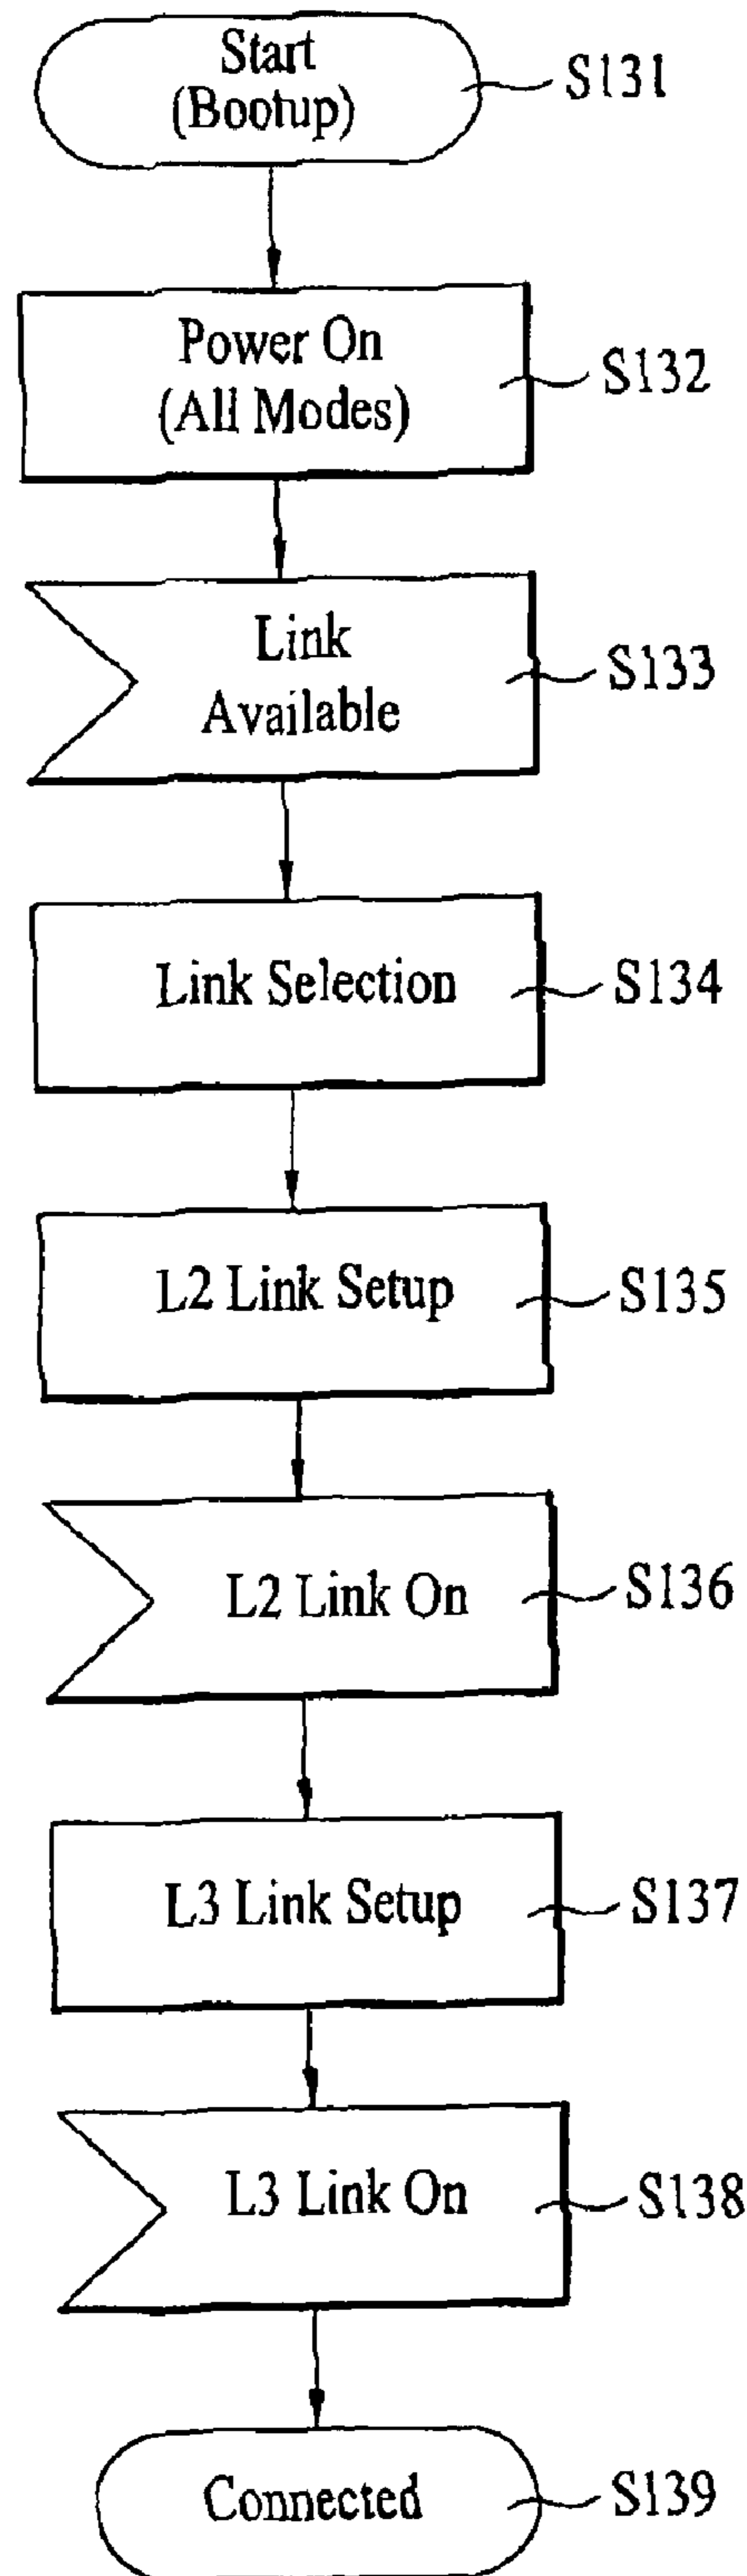 Start
(Bootup)
S131
Power On
(All Modes)
S132
Link
Available
S133
Link Selection
S134
L2 Link Setup
S135
L2 Link On
S136
L3 Link Setup
S137
L3 Link On
S138
Connected
S139